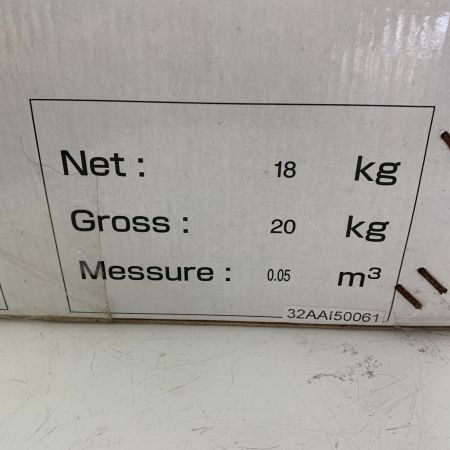 Net : 18 kg
Gross : 20 kg
Messure : 0.05 m³
32AAI50061